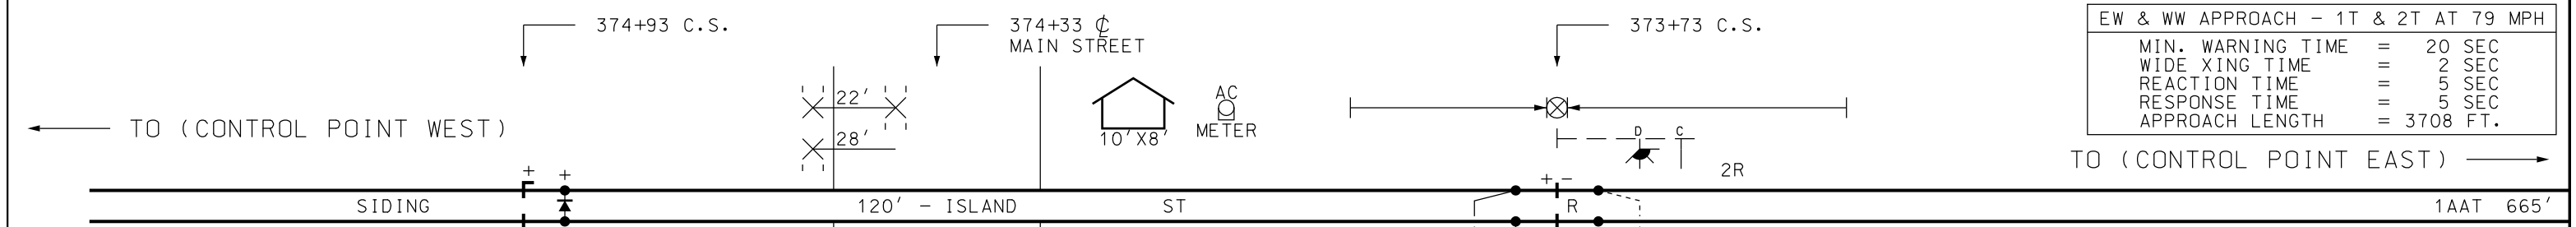 374+93 C.S.
374+33 ℄
MAIN STREET
373+73 C.S.
EW & WW APPROACH - 1T & 2T AT 79 MPH
MIN. WARNING TIME = 20 SEC
WIDE XING TIME = 2 SEC
REACTION TIME = 5 SEC
RESPONSE TIME = 5 SEC
APPROACH LENGTH = 3708 FT.
TO (CONTROL POINT WEST)
22'
28'
10'X8'
AC
METER
D C
2R
TO (CONTROL POINT EAST)
+ +
+ -
SIDING
120' - ISLAND
ST
R
1AAT 665'